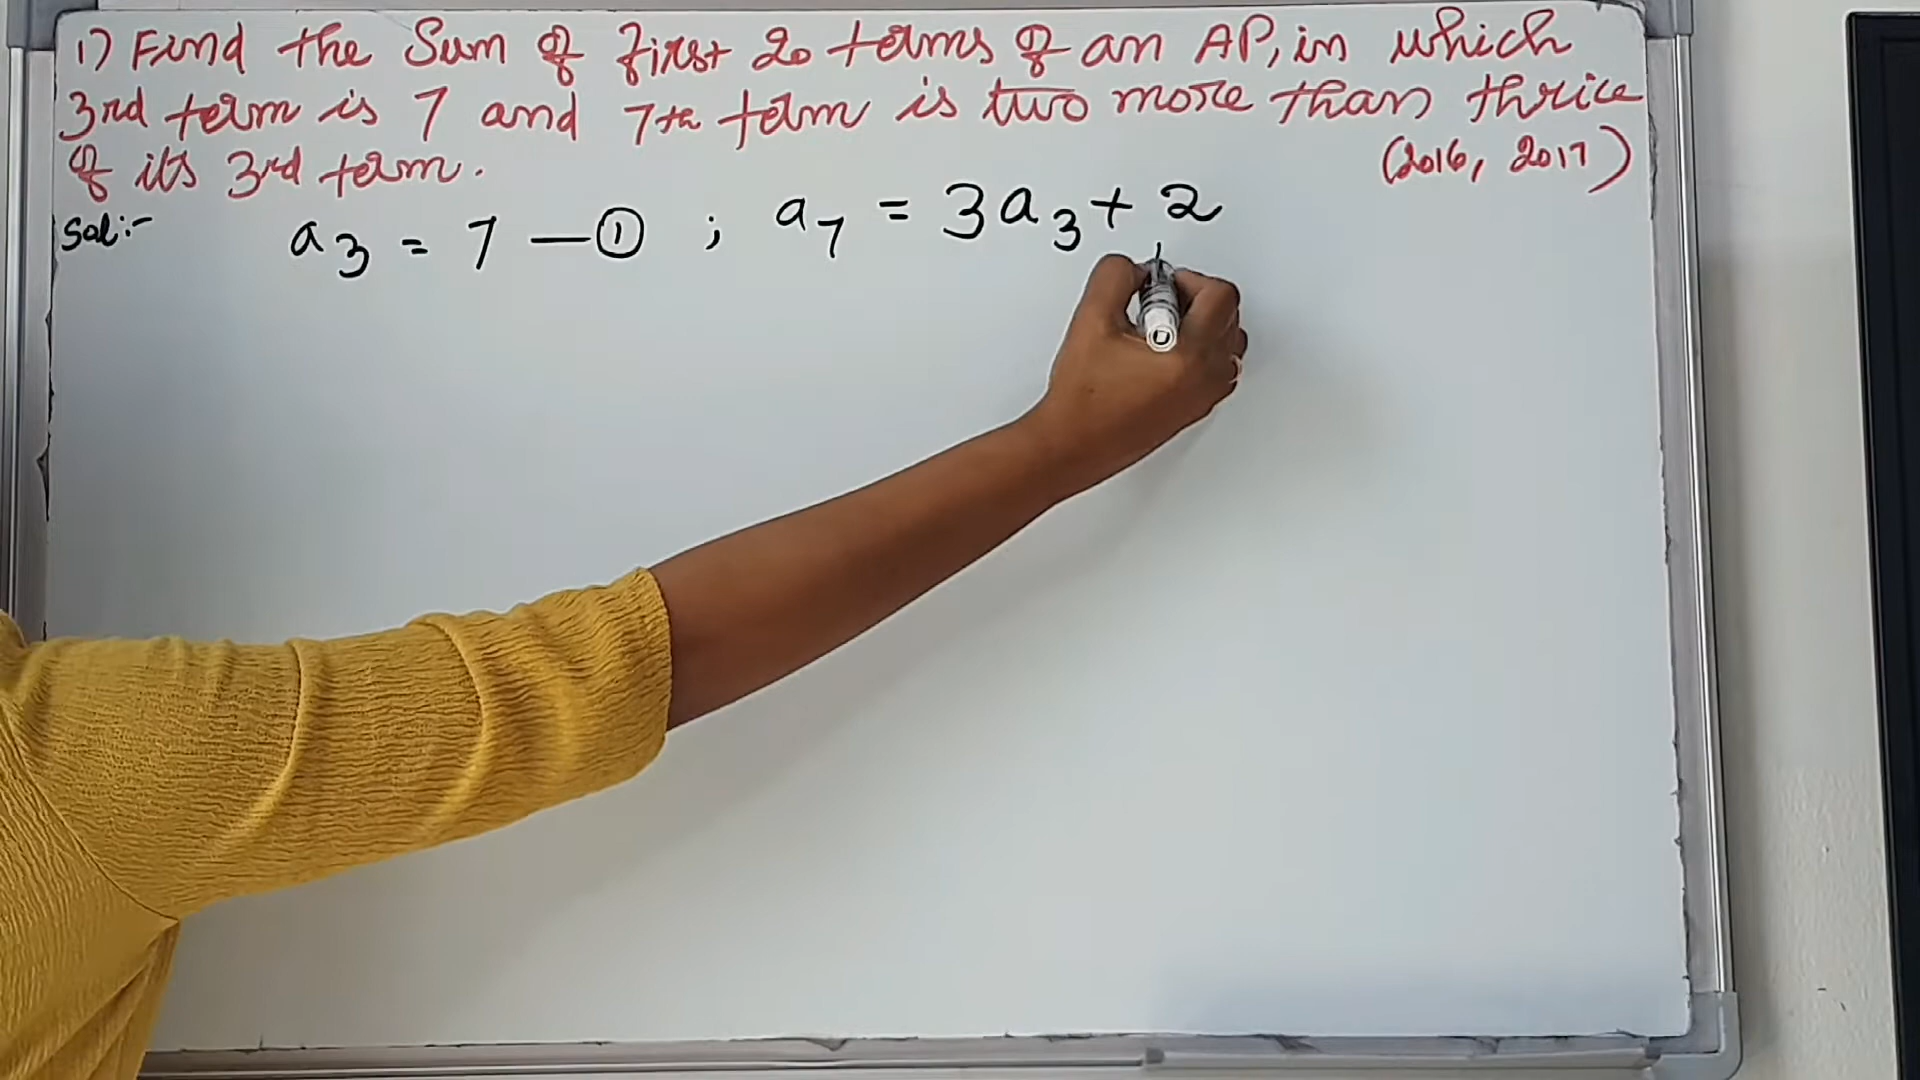 1) Find the Sum of first 20 terms of an AP, in which
3rd term is 7 and 7th term is two more than thrice
of its 3rd term. (2016, 2017)
Sol:- a3 = 7 — ① ; a7 = 3a3 + 2